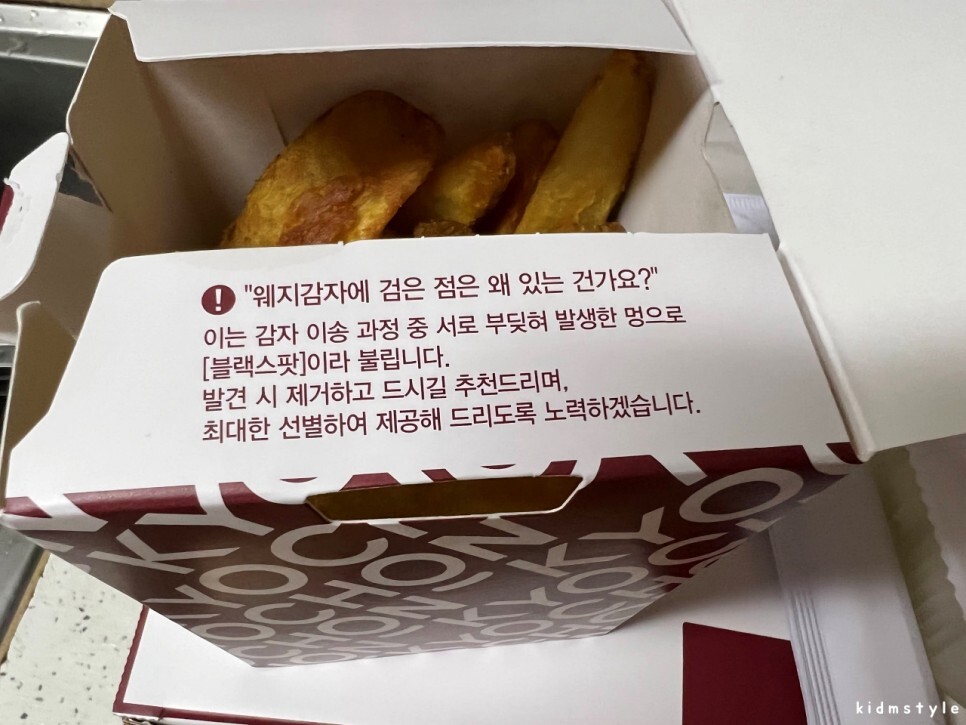 ! "웨지감자에 검은 점은 왜 있는 건가요?"
이는 감자 이송 과정 중 서로 부딪혀 발생한 멍으로
[블랙스팟]이라 불립니다.
발견 시 제거하고 드시길 추천드리며,
최대한 선별하여 제공해 드리도록 노력하겠습니다.
KYOCHON
KYOCHON
KYOCHON
kidmstyle